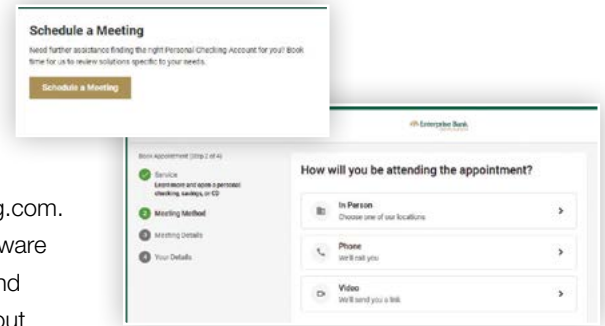 Schedule a Meeting
Need further assistance finding the right Personal Checking Account for you? Book
time for us to review solutions specific to your needs.
Schedule a Meeting
Enterprise Bank
Book Appointment (Step 2 of 4)
Service
Learn more and open a personal
checking, savings, or CD
2 Meeting Method
3 Meeting Details
4 Your Details
How will you be attending the appointment?
In Person
Choose one of our locations
Phone
We'll call you
Video
We'll send you a link
g.com.
ware
nd
out